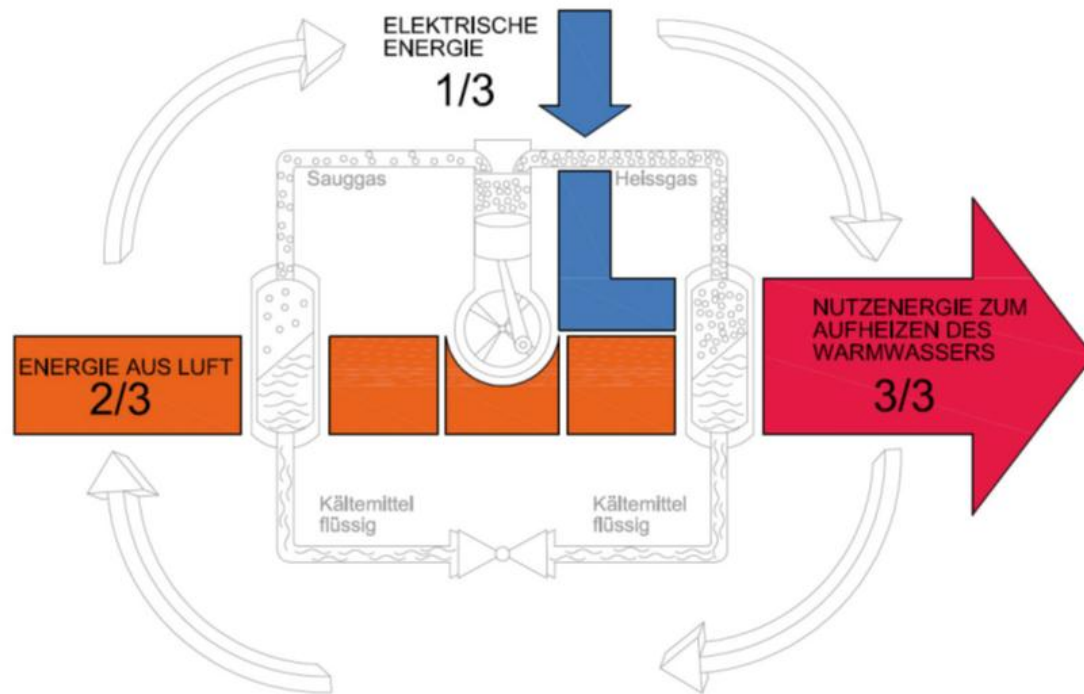 ELEKTRISCHE
ENERGIE
1/3
Sauggas
Heissgas
ENERGIE AUS LUFT
2/3
NUTZENERGIE ZUM
AUFHEIZEN DES
WARMWASSERS
3/3
Kältemittel
flüssig
Kältemittel
flüssig